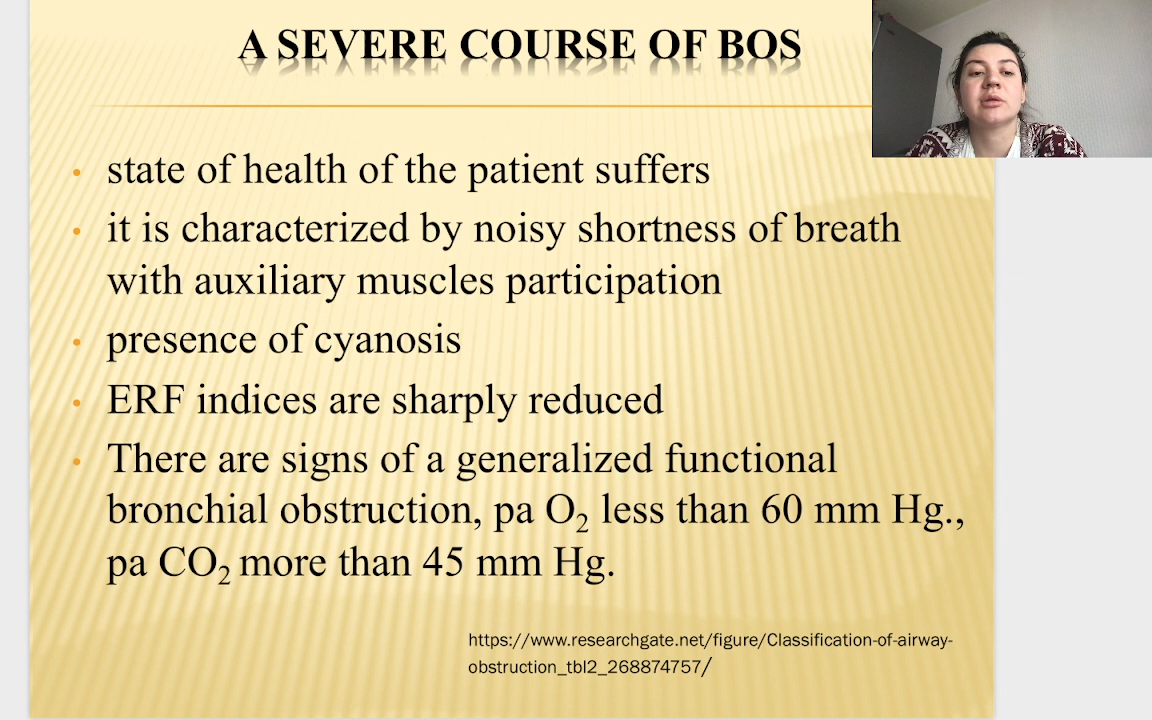 A SEVERE COURSE OF BOS
• state of health of the patient suffers
• it is characterized by noisy shortness of breath
with auxiliary muscles participation
• presence of cyanosis
• ERF indices are sharply reduced
• There are signs of a generalized functional
bronchial obstruction, pa O₂ less than 60 mm Hg.,
pa CO₂ more than 45 mm Hg.
https://www.researchgate.net/figure/Classification-of-airway-
obstruction_tbl2_268874757/